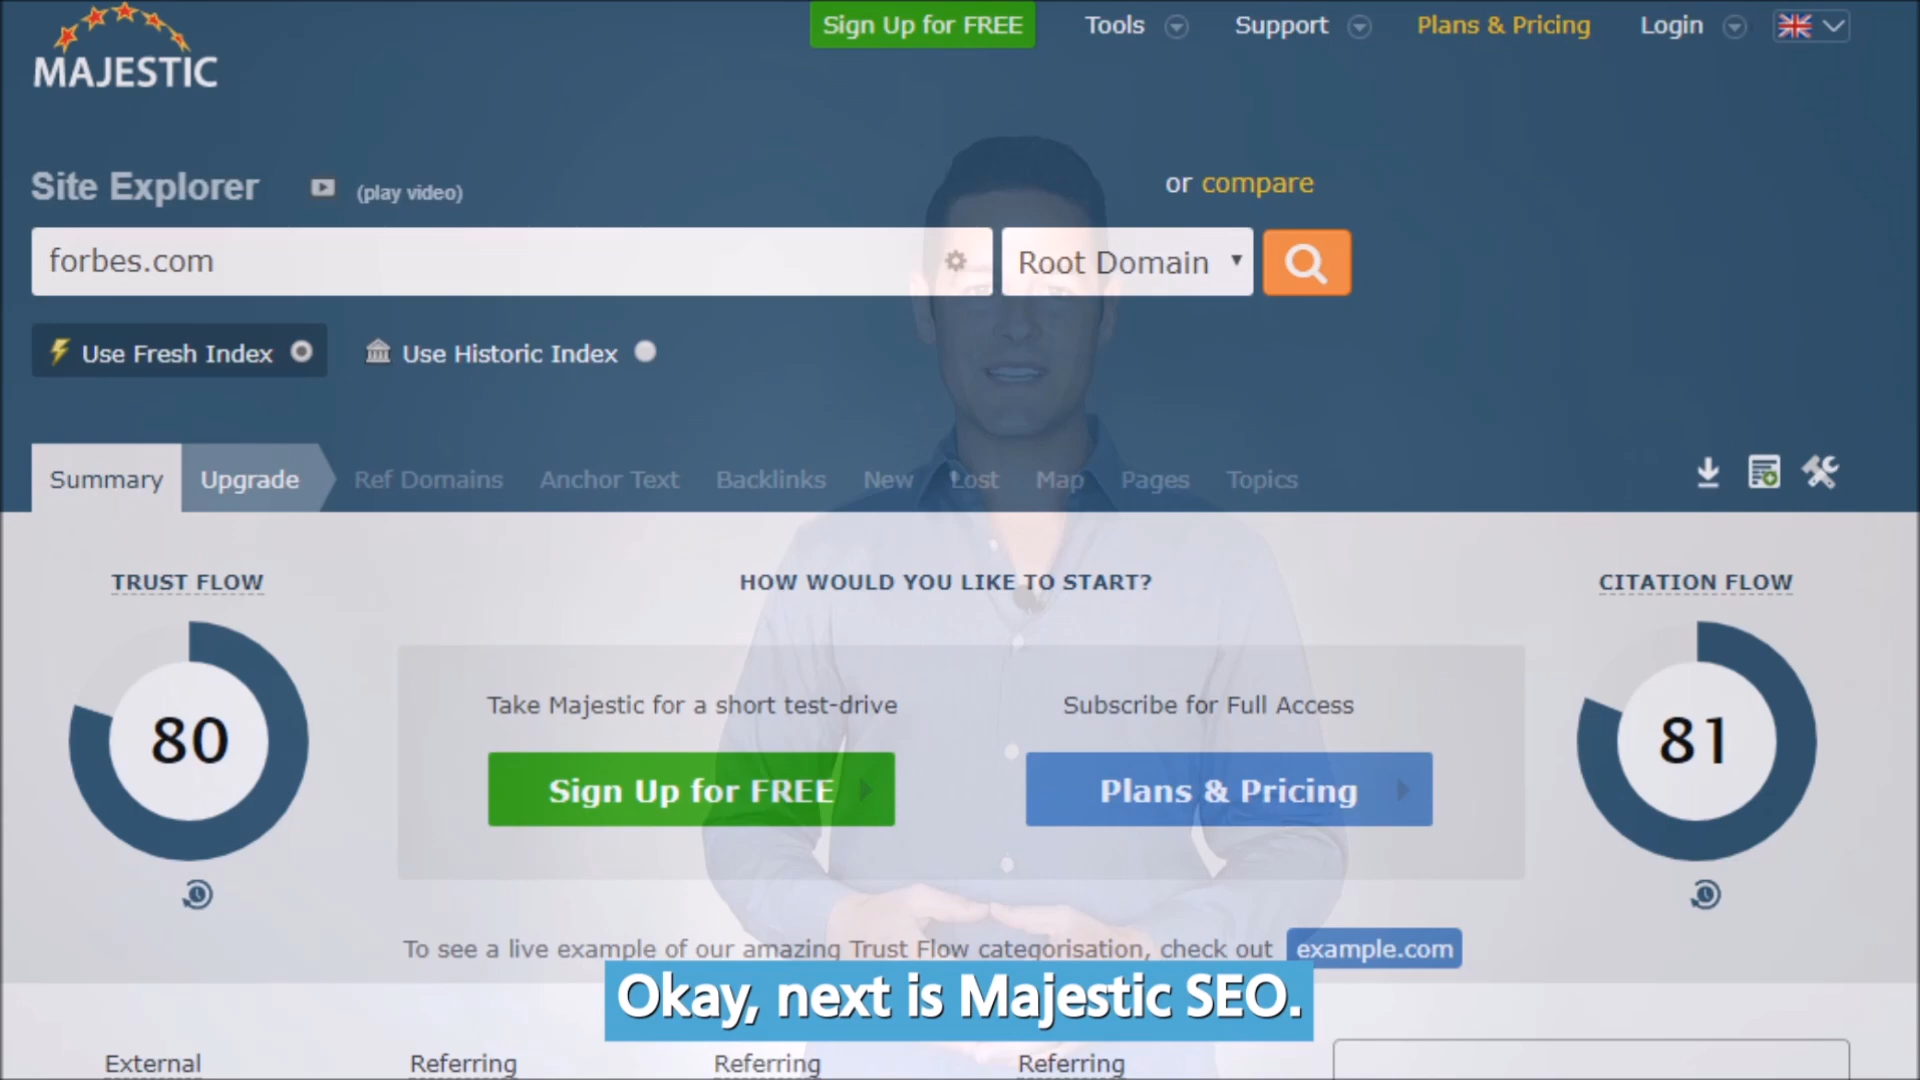 MAJESTIC
Sign Up for FREE
Tools
Support
Plans & Pricing
Login
Site Explorer
(play video)
or compare
forbes.com
Root Domain
Use Fresh Index
Use Historic Index
Summary
Upgrade
Ref Domains
Anchor Text
Backlinks
New
Lost
Map
Pages
Topics
TRUST FLOW
HOW WOULD YOU LIKE TO START?
CITATION FLOW
80
Take Majestic for a short test-drive
Subscribe for Full Access
81
Sign Up for FREE
Plans & Pricing
To see a live example of our amazing Trust Flow categorisation, check out example.com
Okay, next is Majestic SEO.
External
Referring
Referring
Referring